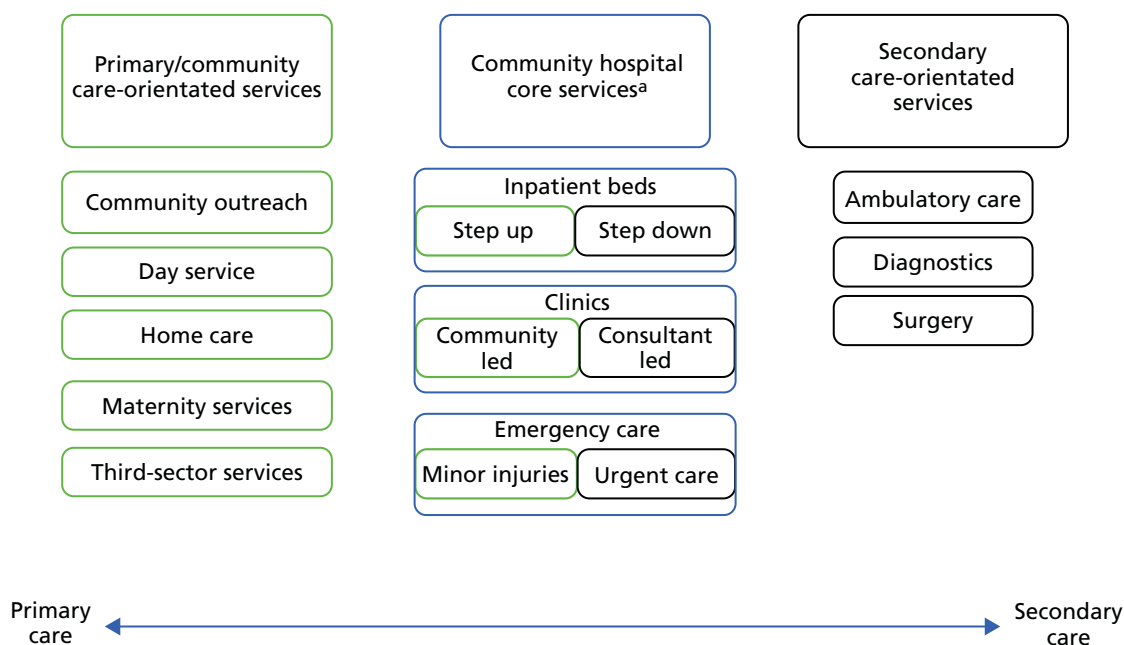 Primary/community
care-orientated services
Community hospital
core servicesᵃ
Secondary
care-orientated
services
Community outreach
Day service
Home care
Maternity services
Third-sector services
Inpatient beds
Step up
Step down
Clinics
Community
led
Consultant
led
Emergency care
Minor injuries
Urgent care
Ambulatory care
Diagnostics
Surgery
Primary
care
Secondary
care